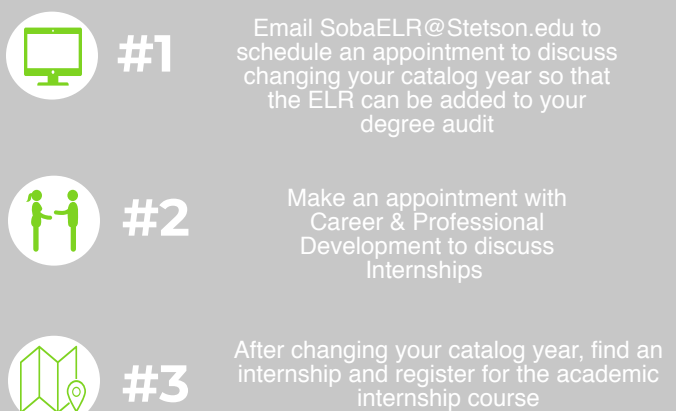 #1
Email SobaELR@Stetson.edu to
schedule an appointment to discuss
changing your catalog year so that
the ELR can be added to your
degree audit
#2
Make an appointment with
Career & Professional
Development to discuss
Internships
#3
After changing your catalog year, find an
internship and register for the academic
internship course